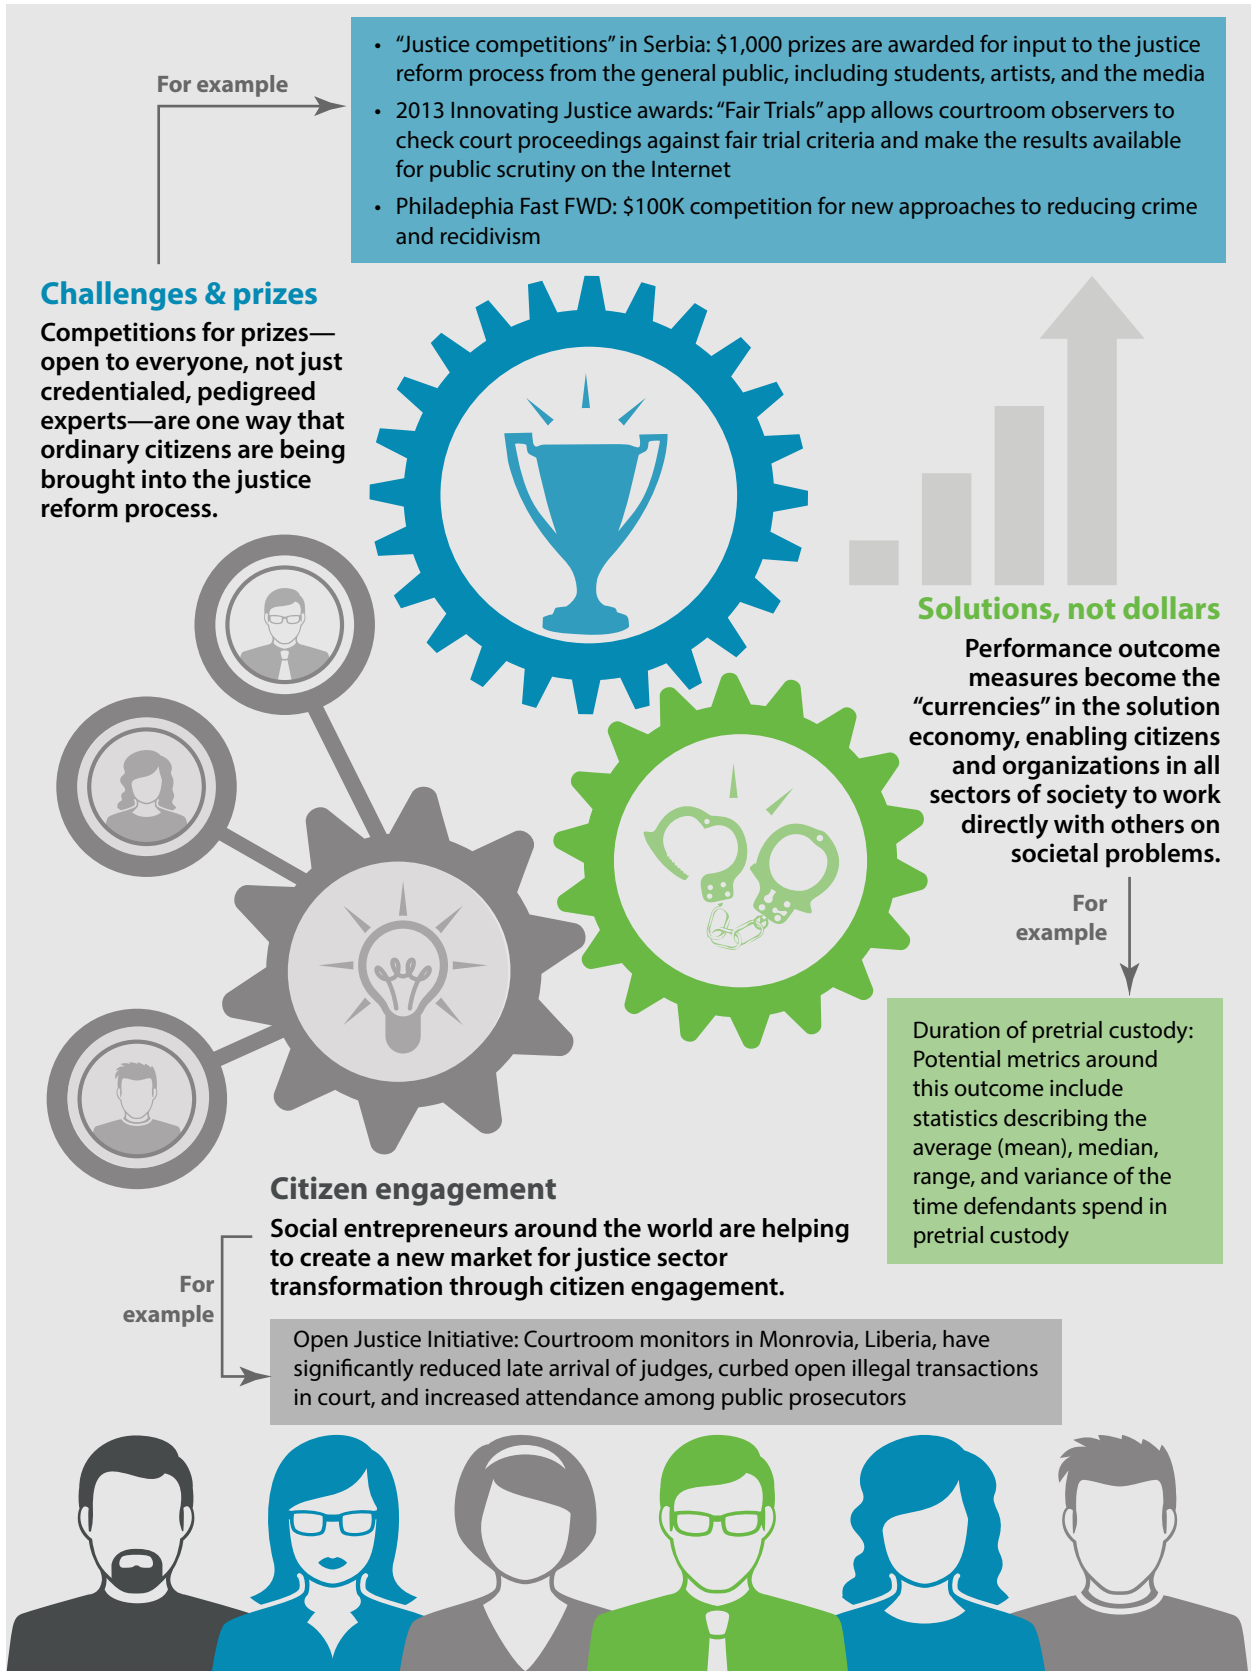 For example
• “Justice competitions” in Serbia: $1,000 prizes are awarded for input to the justice
reform process from the general public, including students, artists, and the media
• 2013 Innovating Justice awards: “Fair Trials” app allows courtroom observers to
check court proceedings against fair trial criteria and make the results available
for public scrutiny on the Internet
• Philadephia Fast FWD: $100K competition for new approaches to reducing crime
and recidivism
Challenges & prizes
Competitions for prizes—
open to everyone, not just
credentialed, pedigreed
experts—are one way that
ordinary citizens are being
brought into the justice
reform process.
Solutions, not dollars
Performance outcome
measures become the
“currencies” in the solution
economy, enabling citizens
and organizations in all
sectors of society to work
directly with others on
societal problems.
For
example
Duration of pretrial custody:
Potential metrics around
this outcome include
statistics describing the
average (mean), median,
range, and variance of the
time defendants spend in
pretrial custody
Citizen engagement
Social entrepreneurs around the world are helping
to create a new market for justice sector
transformation through citizen engagement.
For
example
Open Justice Initiative: Courtroom monitors in Monrovia, Liberia, have
significantly reduced late arrival of judges, curbed open illegal transactions
in court, and increased attendance among public prosecutors